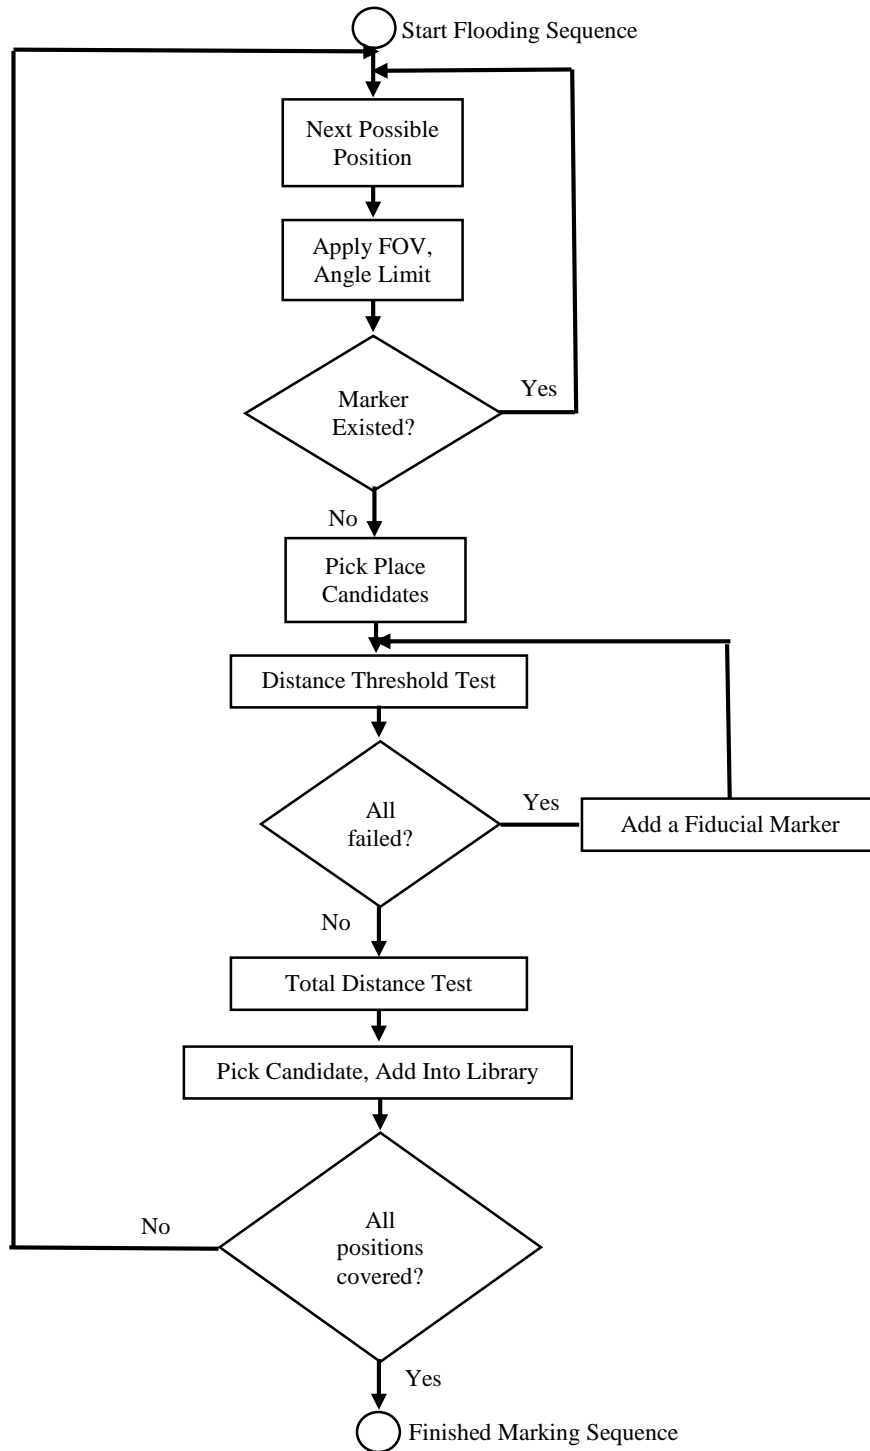 Start Flooding Sequence
Next Possible
Position
Apply FOV,
Angle Limit
Marker
Existed?
Yes
No
Pick Place
Candidates
Distance Threshold Test
All
failed?
Yes
Add a Fiducial Marker
No
Total Distance Test
Pick Candidate, Add Into Library
All
positions
covered?
No
Yes
Finished Marking Sequence